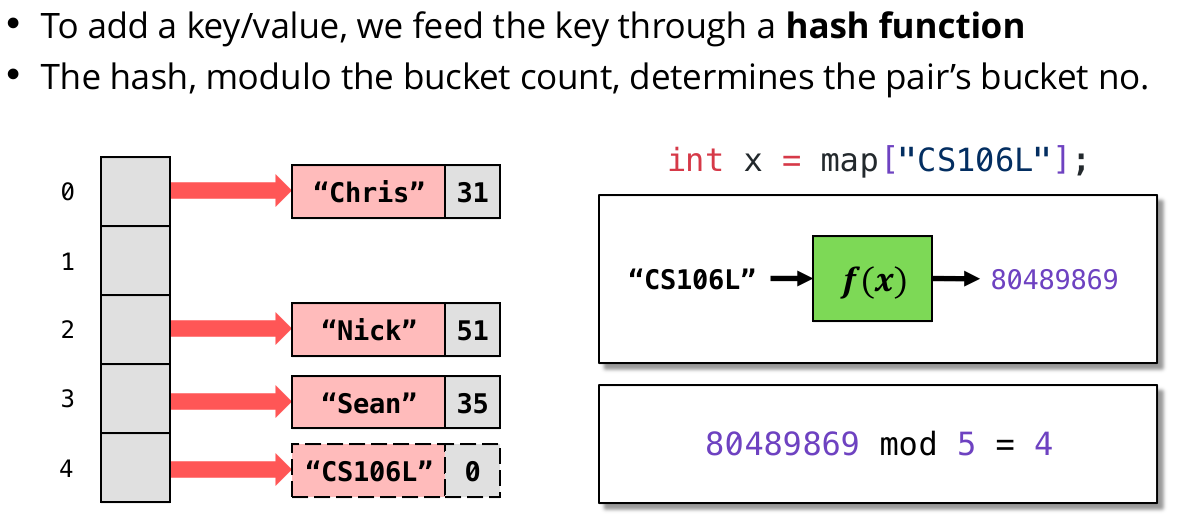 • To add a key/value, we feed the key through a hash function
• The hash, modulo the bucket count, determines the pair’s bucket no.
0
“Chris” 31
1
2
“Nick” 51
3
“Sean” 35
4
“CS106L” 0
int x = map["CS106L"];
“CS106L” f(x) 80489869
80489869 mod 5 = 4